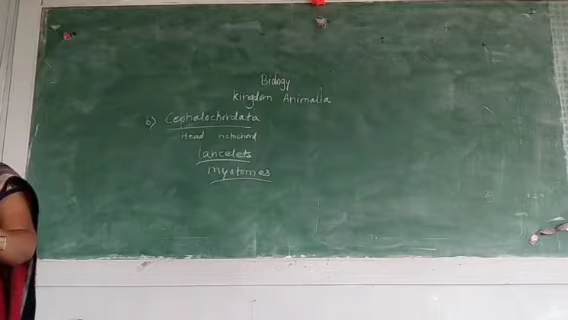 Biology
Kingdom Animalia
b) Cephalochordata
Head notochord
lancelets
myotomes